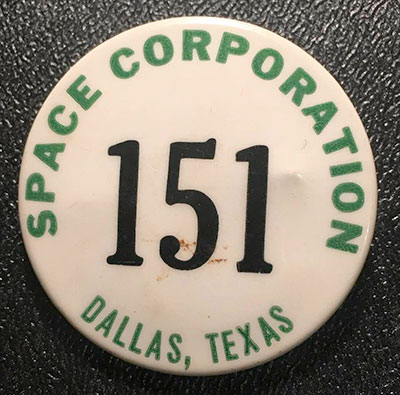 SPACE CORPORATION
151
DALLAS, TEXAS